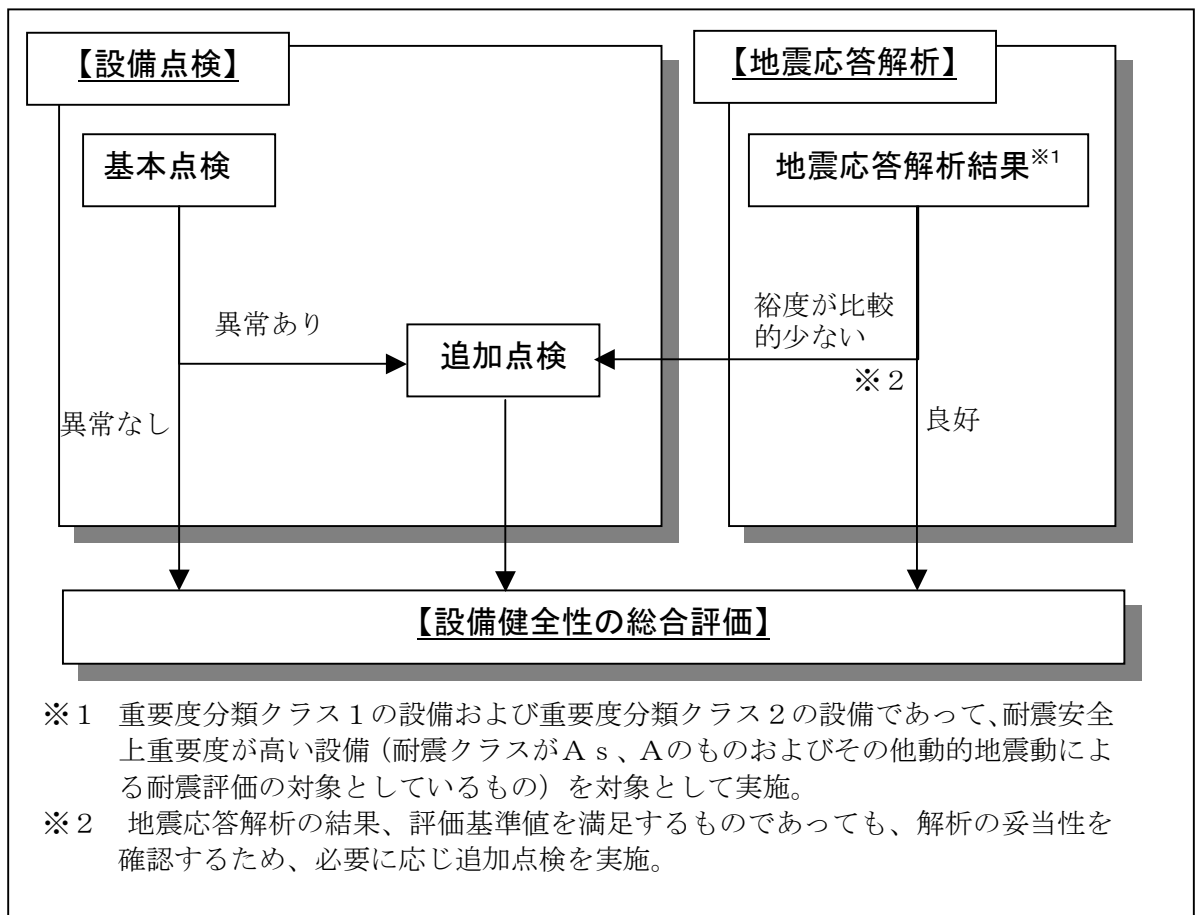 【設備点検】
【地震応答解析】
基本点検
地震応答解析結果※1
裕度が比較
的少ない
異常あり
追加点検
※2
異常なし
良好
【設備健全性の総合評価】
※1 重要度分類クラス1の設備および重要度分類クラス2の設備であって、耐震安全
上重要度が高い設備(耐震クラスがAs、Aのものおよびその他動的地震動によ
る耐震評価の対象としているもの)を対象として実施。
※2 地震応答解析の結果、評価基準値を満足するものであっても、解析の妥当性を
確認するため、必要に応じ追加点検を実施。